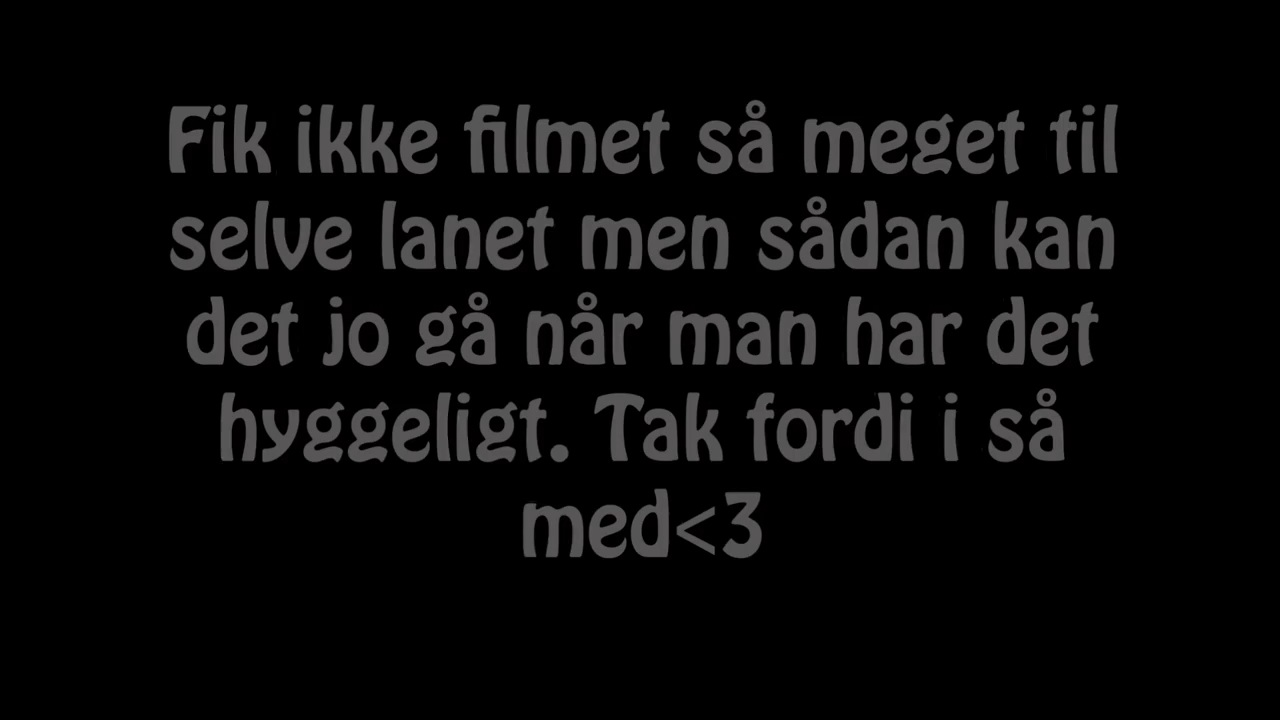 Fik ikke filmet så meget til
selve lanet men sådan kan
det jo gå når man har det
hyggeligt. Tak fordi i så
med<3